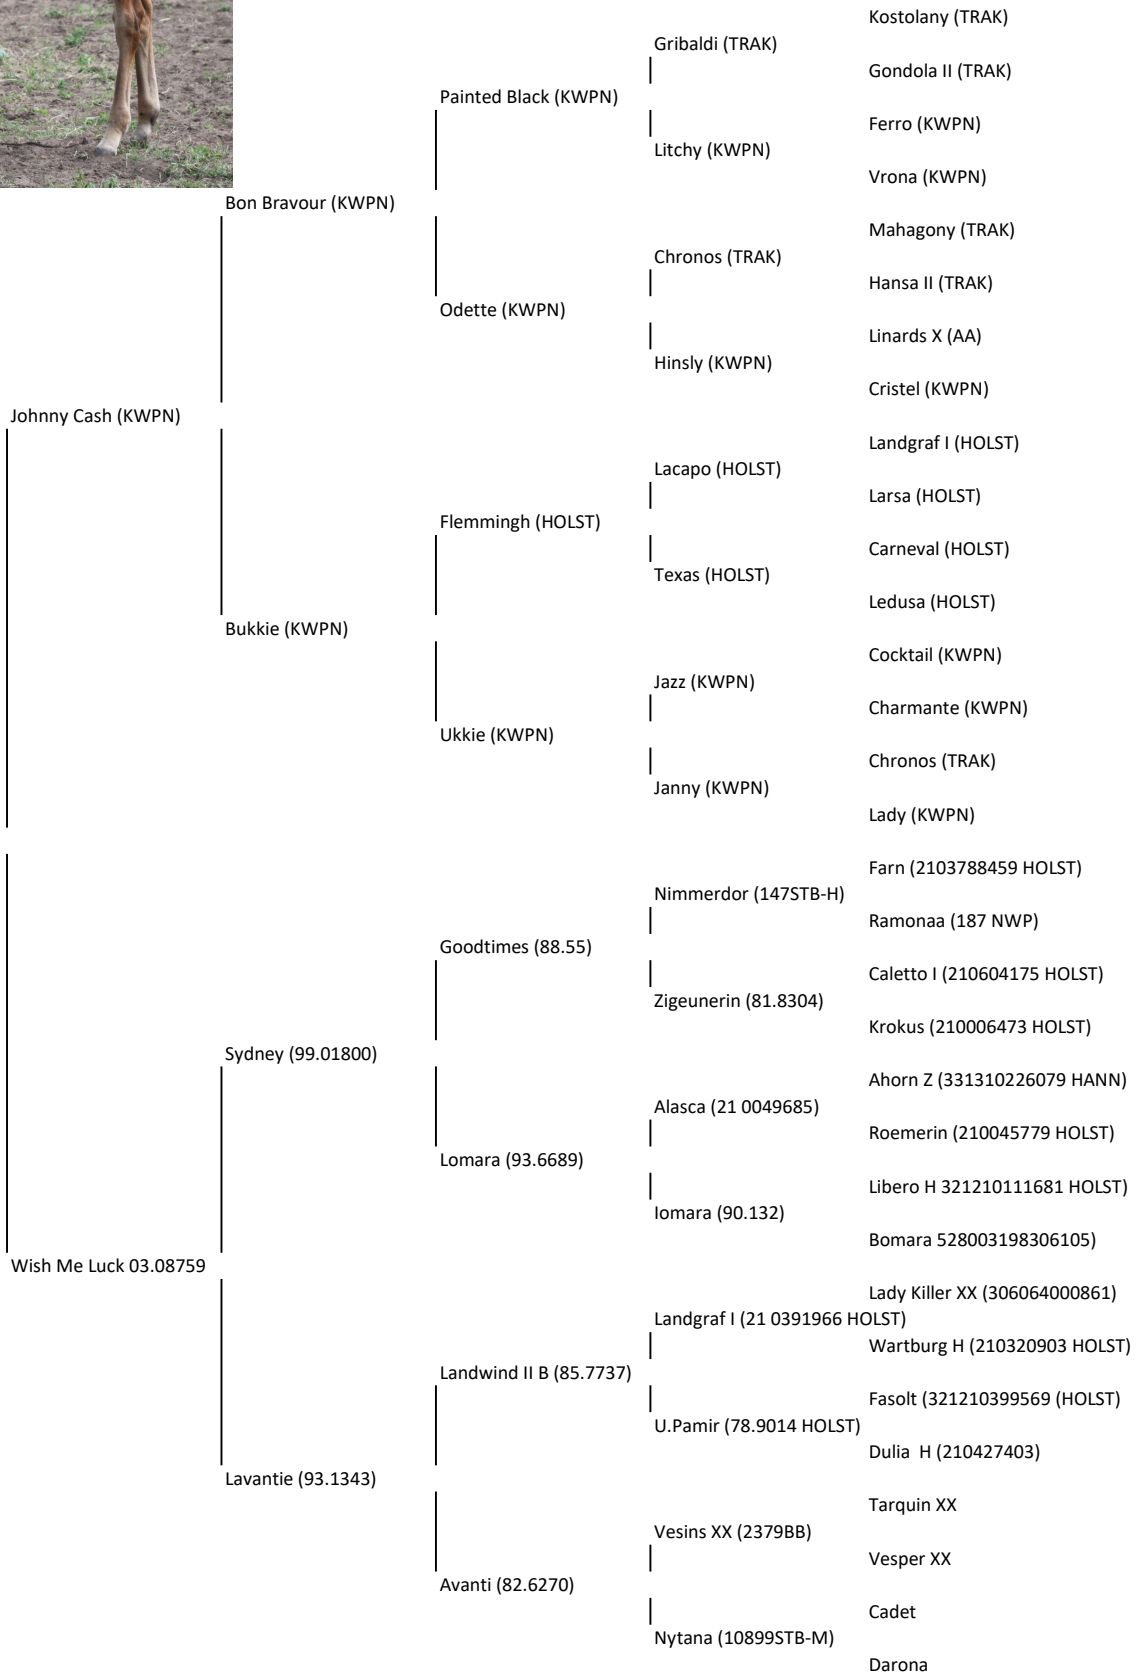 Kostolany (TRAK)
Gribaldi (TRAK)
Gondola II (TRAK)
Painted Black (KWPN)
Ferro (KWPN)
Litchy (KWPN)
Vrona (KWPN)
Bon Bravour (KWPN)
Mahagony (TRAK)
Chronos (TRAK)
Hansa II (TRAK)
Odette (KWPN)
Linards X (AA)
Hinsly (KWPN)
Cristel (KWPN)
Johnny Cash (KWPN)
Landgraf I (HOLST)
Lacapo (HOLST)
Larsa (HOLST)
Flemmingh (HOLST)
Carneval (HOLST)
Texas (HOLST)
Ledusa (HOLST)
Bukkie (KWPN)
Cocktail (KWPN)
Jazz (KWPN)
Charmante (KWPN)
Ukkie (KWPN)
Chronos (TRAK)
Janny (KWPN)
Lady (KWPN)
Farn (2103788459 HOLST)
Nimmerdor (147STB-H)
Ramonaa (187 NWP)
Goodtimes (88.55)
Caletto I (210604175 HOLST)
Zigeunerin (81.8304)
Krokus (210006473 HOLST)
Sydney (99.01800)
Ahorn Z (331310226079 HANN)
Alasca (21 0049685)
Roemerin (210045779 HOLST)
Lomara (93.6689)
Libero H 321210111681 HOLST)
Iomara (90.132)
Bomara 528003198306105)
Wish Me Luck 03.08759
Lady Killer XX (306064000861)
Landgraf I (21 0391966 HOLST)
Wartburg H (210320903 HOLST)
Landwind II B (85.7737)
Fasolt (321210399569 (HOLST)
U.Pamir (78.9014 HOLST)
Dulia  H (210427403)
Lavantie (93.1343)
Tarquin XX
Vesins XX (2379BB)
Vesper XX
Avanti (82.6270)
Cadet
Nytana (10899STB-M)
Darona